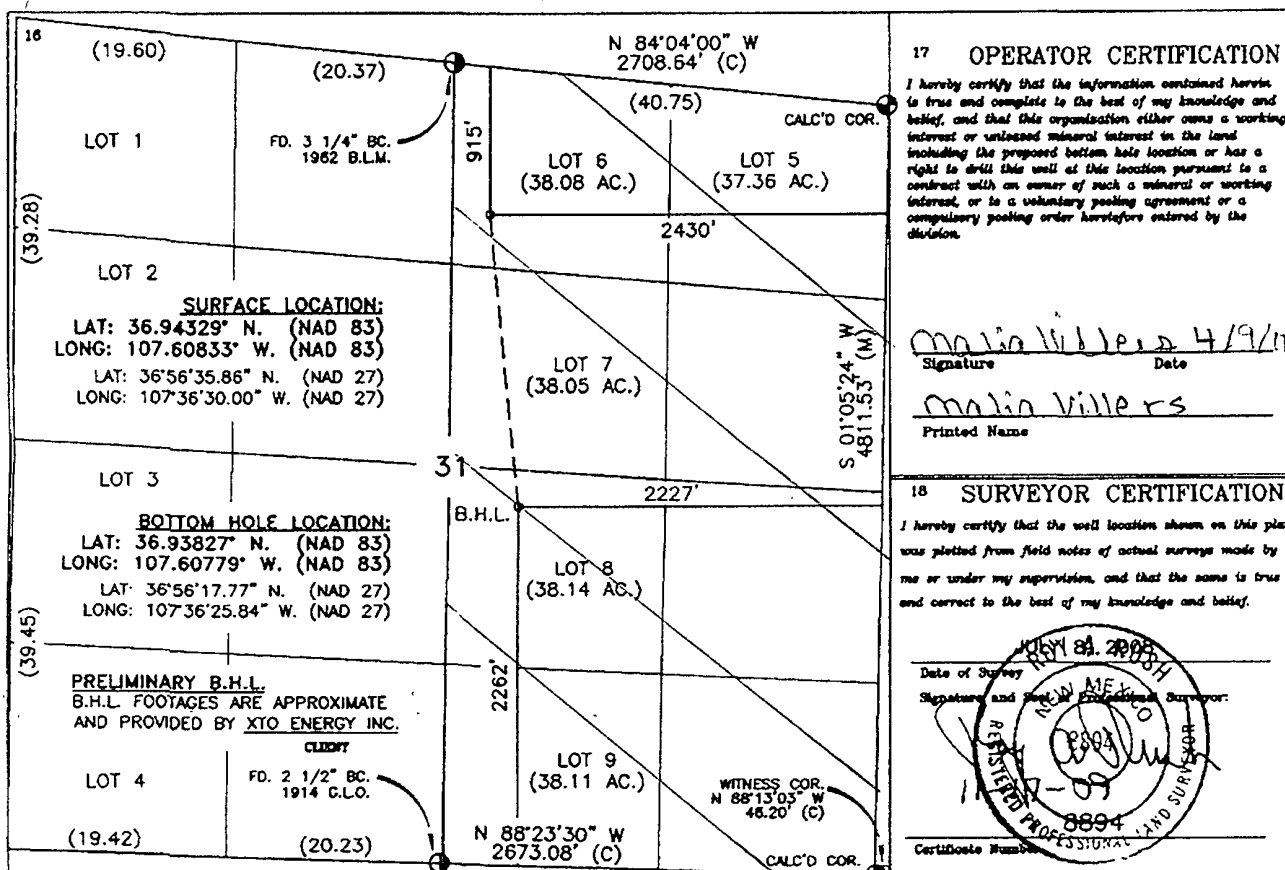 16
(19.60)
(20.37)
N 84°04'00" W
2708.64' (C)
(40.75)
CALC'D COR.
FD. 3 1/4" BC.
1962 B.L.M.
915'
LOT 1
LOT 6
(38.08 AC.)
LOT 5
(37.36 AC.)
2430'
(39.28)
LOT 2
SURFACE LOCATION:
LAT: 36.94329° N. (NAD 83)
LONG: 107.60833° W. (NAD 83)
LAT: 36°56'35.86" N. (NAD 27)
LONG: 107°36'30.00" W. (NAD 27)
LOT 7
(38.05 AC.)
S 01°05'24" W
4811.53' (M)
31
LOT 3
2227'
B.H.L.
BOTTOM HOLE LOCATION:
LAT: 36.93827° N. (NAD 83)
LONG: 107.60779° W. (NAD 83)
LAT: 36°56'17.77" N. (NAD 27)
LONG: 107°36'25.84" W. (NAD 27)
LOT 8
(38.14 AC.)
(39.45)
2262'
PRELIMINARY B.H.L.
B.H.L. FOOTAGES ARE APPROXIMATE
AND PROVIDED BY XTO ENERGY INC.
CLIENT
LOT 4
FD. 2 1/2" BC.
1914 G.L.O.
LOT 9
(38.11 AC.)
WITNESS COR.
N 88°13'03" W
46.20' (C)
(19.42)
(20.23)
N 88°23'30" W
2673.08' (C)
CALC'D COR.
17 OPERATOR CERTIFICATION
I hereby certify that the information contained herein
is true and complete to the best of my knowledge and
belief, and that this organization either owns a working
interest or unleased mineral interest in the land
including the proposed bottom hole location or has a
right to drill this well at this location pursuant to a
contract with an owner of such a mineral or working
interest, or to a voluntary pooling agreement or a
compulsory pooling order heretofore entered by the
division.
Malia Villers 4/9/1
Signature Date
Malia Villers
Printed Name
18 SURVEYOR CERTIFICATION
I hereby certify that the well location shown on this pla
was plotted from field notes of actual surveys made by
me or under my supervision, and that the same is true
and correct to the best of my knowledge and belief.
JULY 2008
Date of Survey
Signature and Seal of Professional Surveyor:
ROY A. RUSH
NEW MEXICO
8894
REGISTERED PROFESSIONAL LAND SURVEYOR
8894
Certificate Number